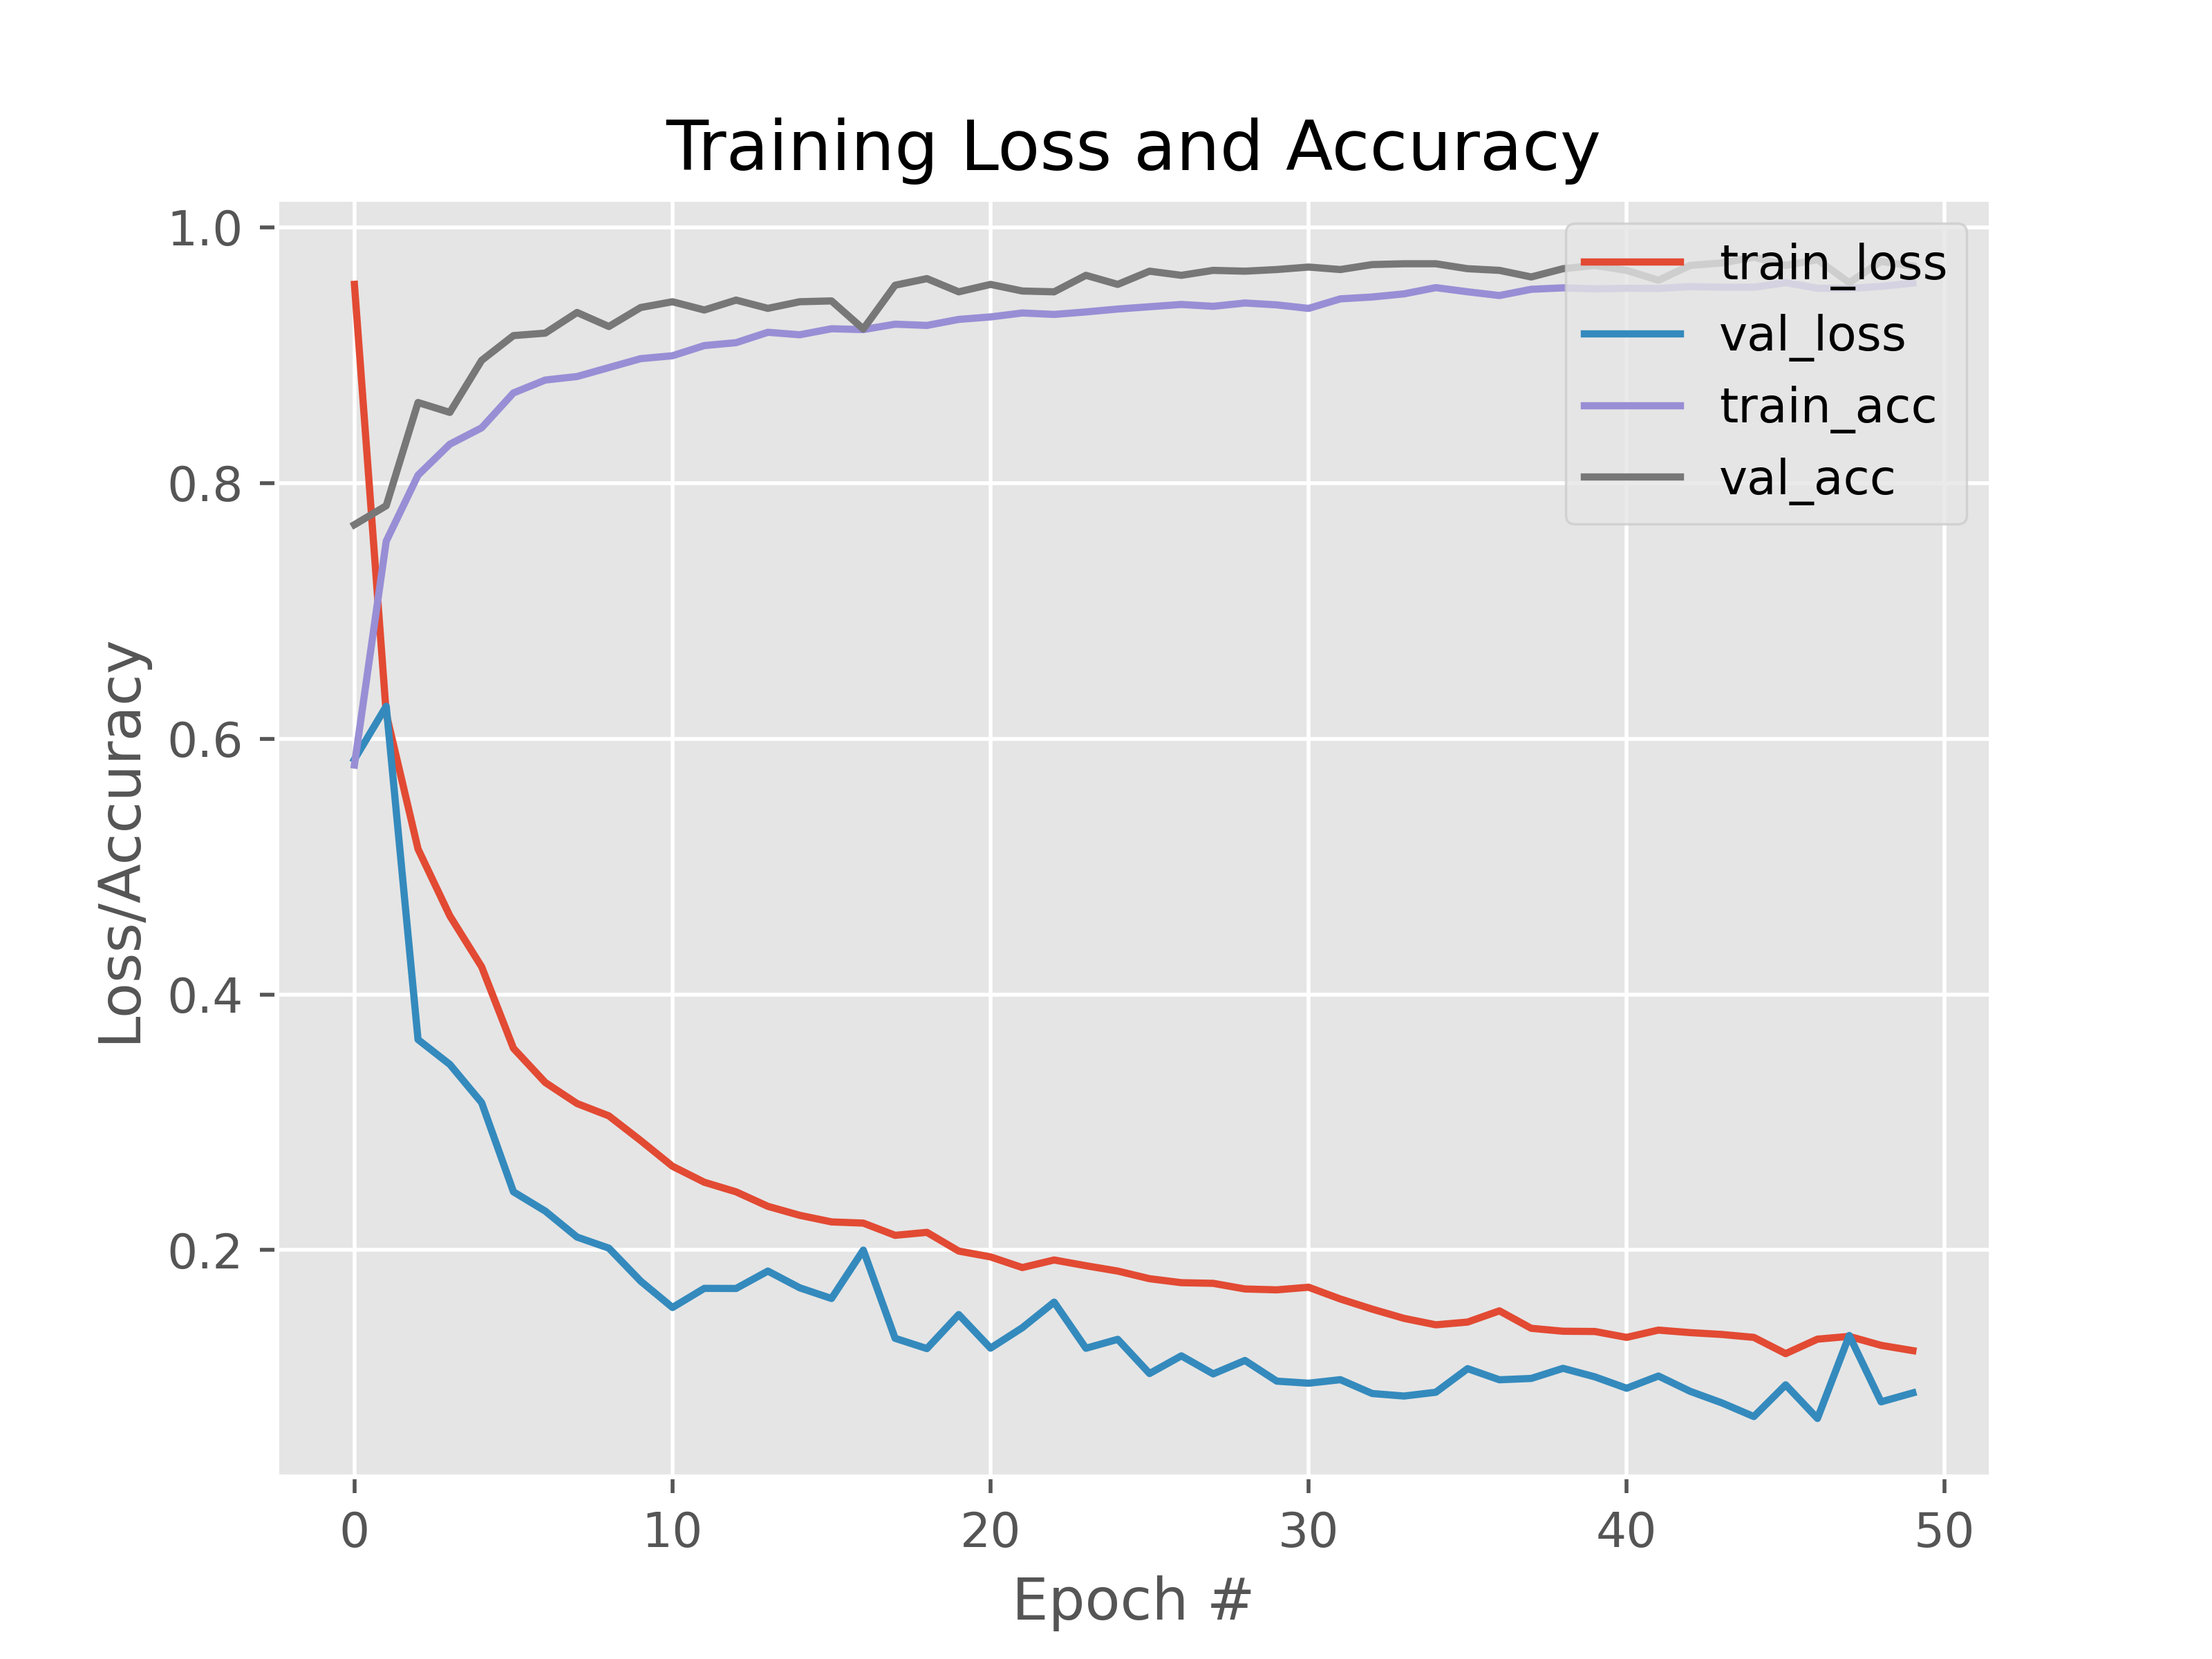 Training Loss and Accuracy
1.0
0.8
0.6
0.4
0.2
Loss/Accuracy
train_loss
val_loss
train_acc
val_acc
0 10 20 30 40 50
Epoch #